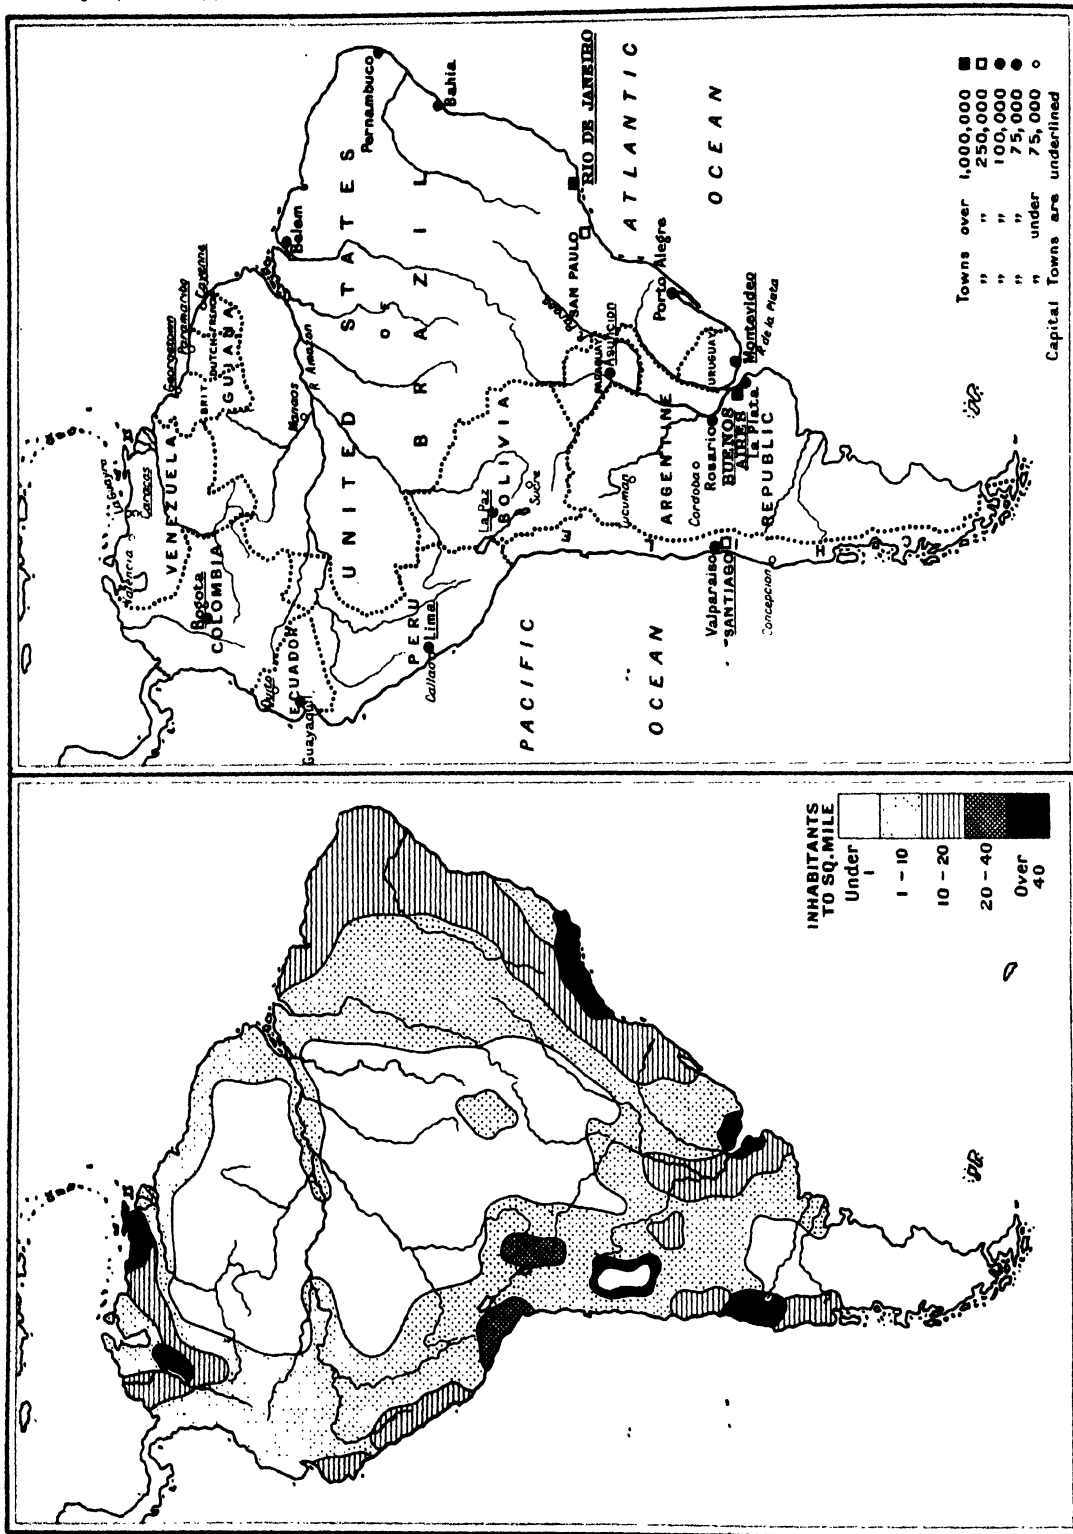 Pernambuco
Bahia
RIO DE JANEIRO
ATLANTIC
OCEAN
Belem
UNITED STATES
OF
BRAZIL
SAN PAULO
Porto Alegre
Montevideo
R. de la Plata
URUGUAY
PARAGUAY
Asuncion
Georgetown
Paramaribo
Cayenne
BRIT.
DUTCH
FRENCH
GUIANA
R. Amazon
Manaos
VENEZUELA
La Guayra
Caracas
Valencia
Bogota
COLOMBIA
Quito
ECUADOR
Guayaquil
PERU
Callao
Lima
BOLIVIA
La Paz
Sucre
ARGENTINE
REPUBLIC
Tucuman
Cordoba
Rosario
BUENOS
AIRES
La Plata
CHILE
Valparaiso
SANTIAGO
Concepcion
PACIFIC
OCEAN
Towns over 1,000,000
" " 250,000
" " 100,000
" " 75,000
" under 75,000
Capital Towns are underlined
INHABITANTS
TO SQ. MILE
Under
1
1 - 10
10 - 20
20 - 40
Over
40